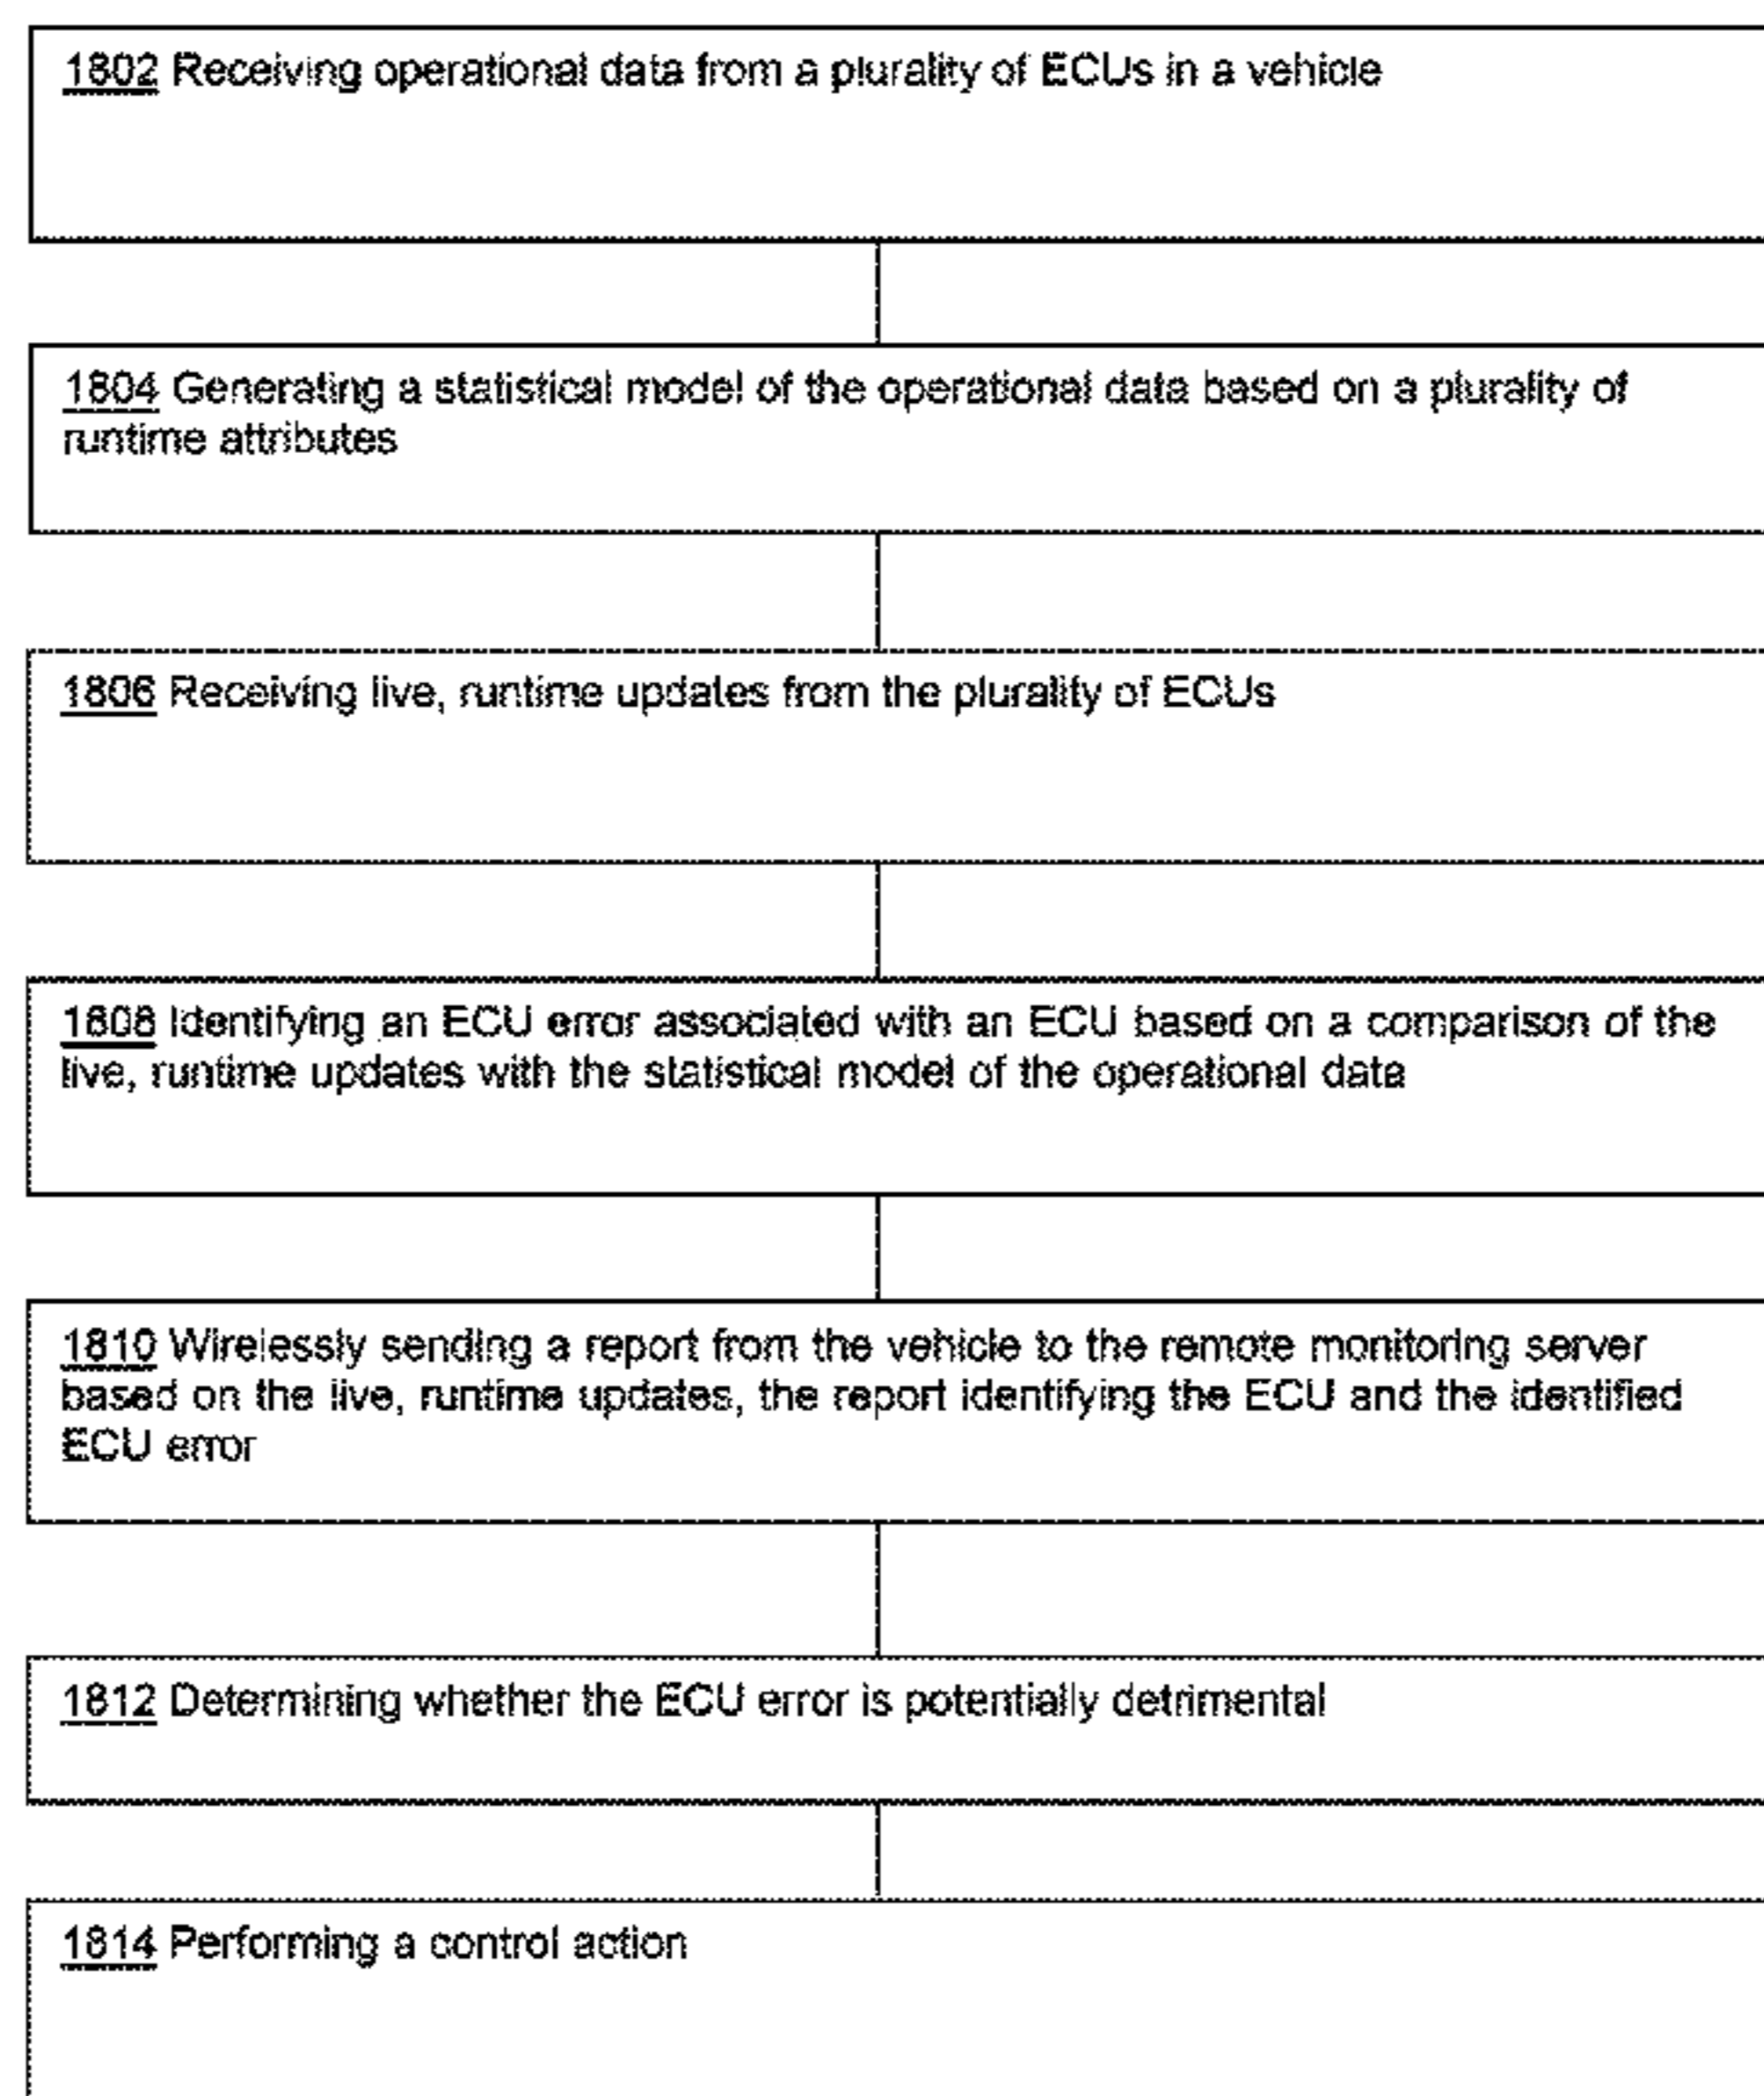 1802 Receiving operational data from a plurality of ECUs in a vehicle
1804 Generating a statistical model of the operational data based on a plurality of
runtime attributes
1806 Receiving live, runtime updates from the plurality of ECUs
1808 Identifying an ECU error associated with an ECU based on a comparison of the
live, runtime updates with the statistical model of the operational data
1810 Wirelessly sending a report from the vehicle to the remote monitoring server
based on the live, runtime updates, the report identifying the ECU and the identified
ECU error
1812 Determining whether the ECU error is potentially detrimental
1814 Performing a control action